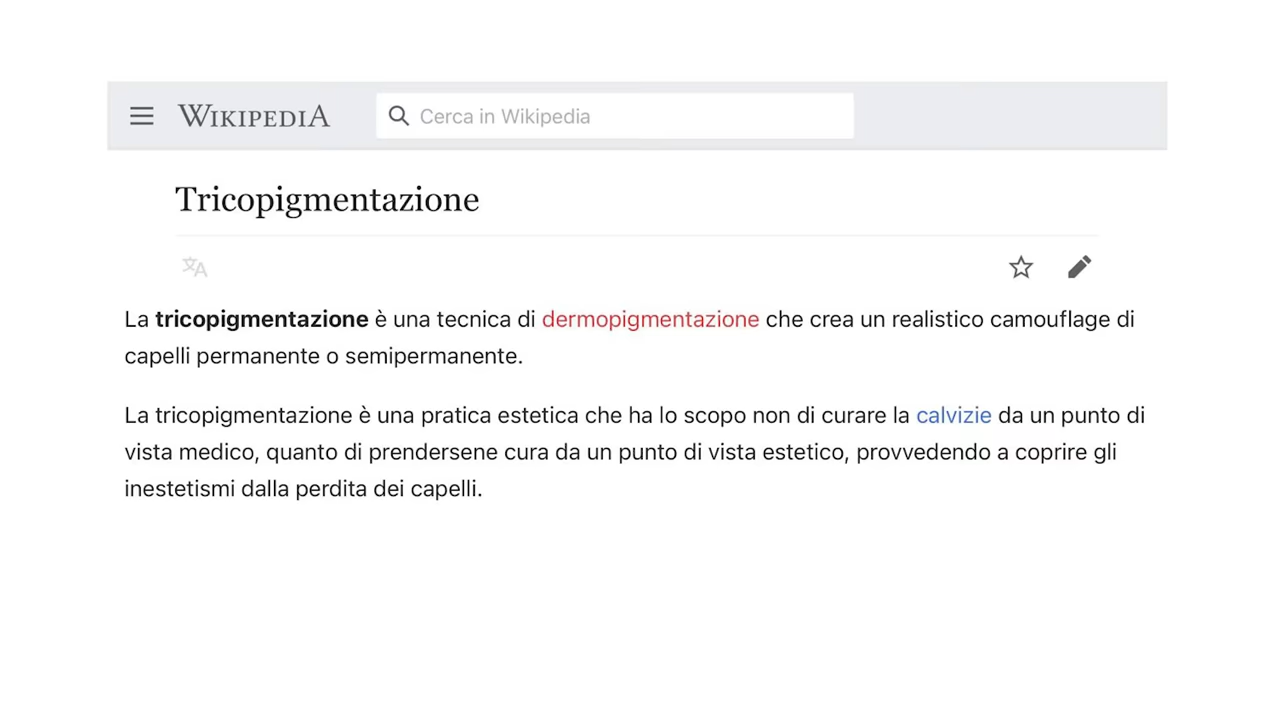 WIKIPEDIA
Cerca in Wikipedia
Tricopigmentazione
La tricopigmentazione è una tecnica di dermopigmentazione che crea un realistico camouflage di
capelli permanente o semipermanente.
La tricopigmentazione è una pratica estetica che ha lo scopo non di curare la calvizie da un punto di
vista medico, quanto di prendersene cura da un punto di vista estetico, provvedendo a coprire gli
inestetismi dalla perdita dei capelli.